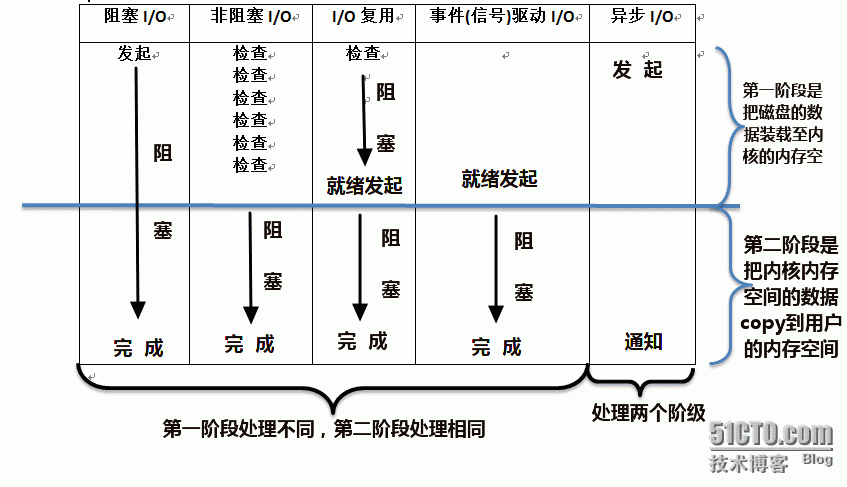 阻塞 I/O 非阻塞 I/O I/O 复用 事件(信号)驱动 I/O 异步 I/O
发起 检查 检查 发 起
检查
检查
检查
检查
检查
阻
塞
阻
塞
就绪发起
就绪发起
阻
塞
阻
塞
阻
塞
完 成 完 成 完 成 完 成 通知
第一阶段是
把磁盘的数
据装载至内
核的内存空
第二阶段是
把内核内存
空间的数据
copy到用户
的内存空间
第一阶段处理不同，第二阶段处理相同
处理两个阶级
51CTO.com
技术博客 Blog